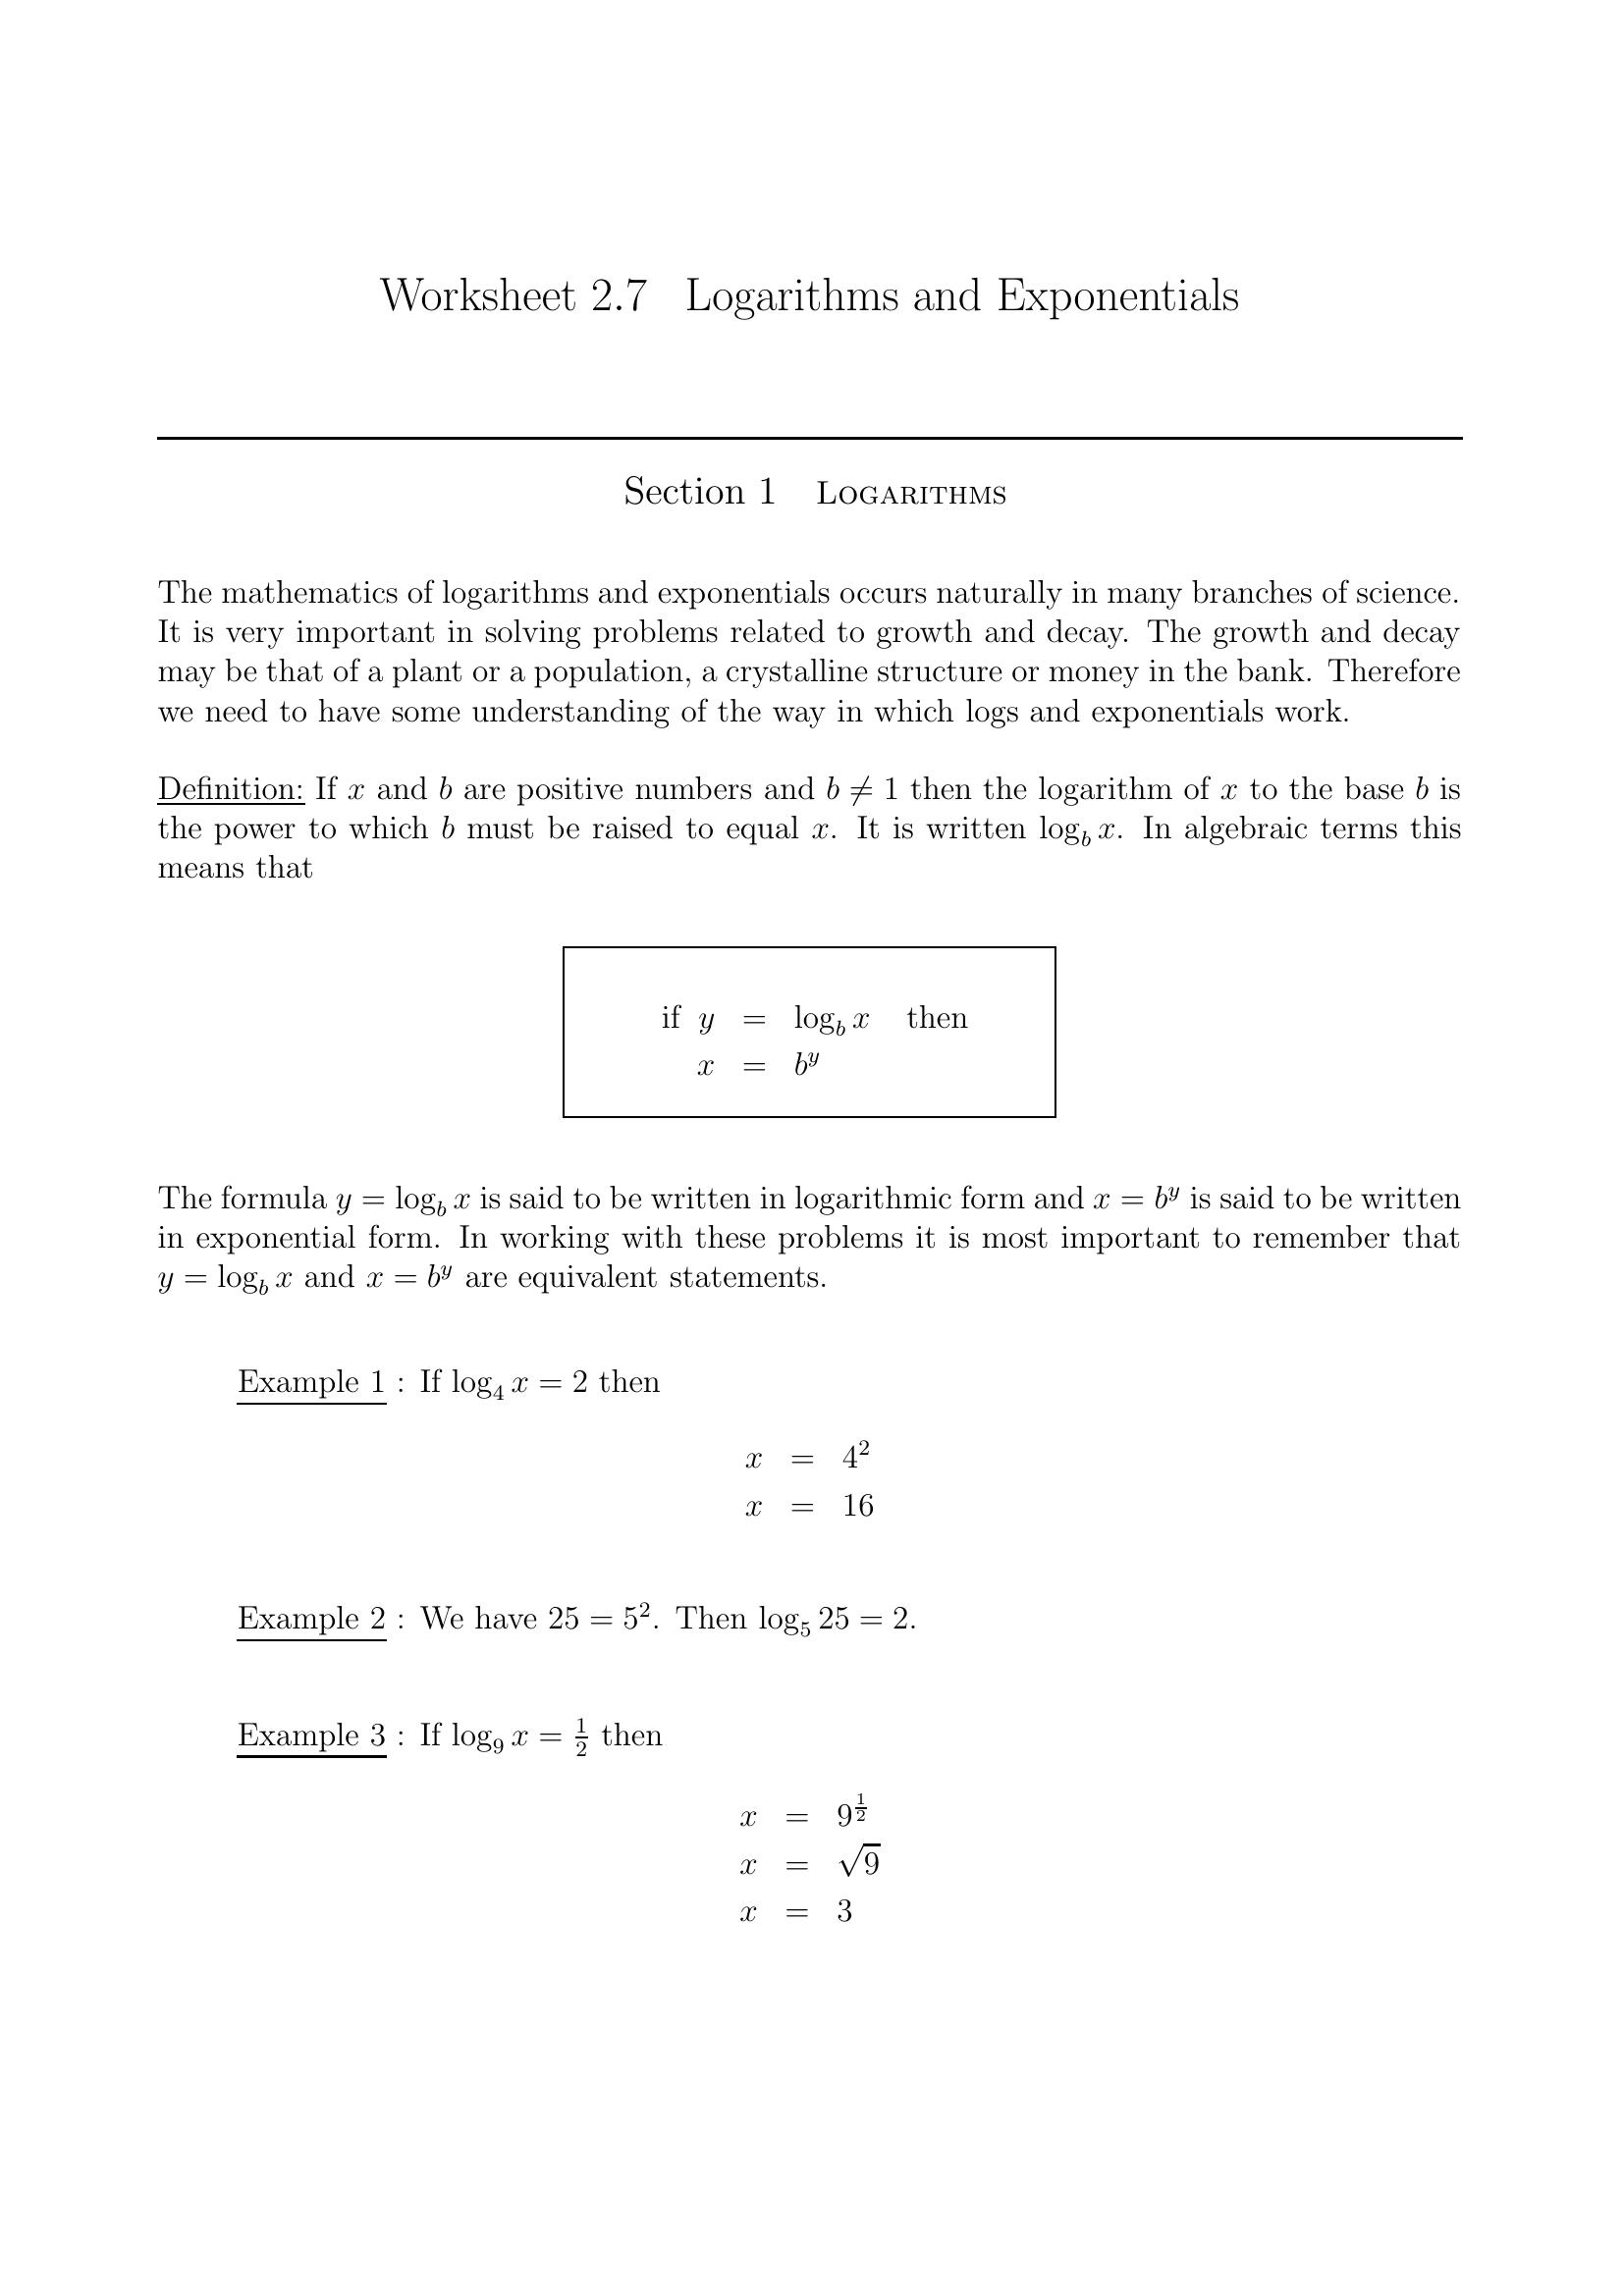 Worksheet 2.7 Logarithms and Exponentials
Section 1 Logarithms
The mathematics of logarithms and exponentials occurs naturally in many branches of science.
It is very important in solving problems related to growth and decay. The growth and decay
may be that of a plant or a population, a crystalline structure or money in the bank. Therefore
we need to have some understanding of the way in which logs and exponentials work.
Definition: If x and b are positive numbers and b ≠ 1 then the logarithm of x to the base b is
the power to which b must be raised to equal x. It is written log_b x. In algebraic terms this
means that
if y = log_b x then
x = b^y
The formula y = log_b x is said to be written in logarithmic form and x = b^y is said to be written
in exponential form. In working with these problems it is most important to remember that
y = log_b x and x = b^y are equivalent statements.
Example 1 : If log_4 x = 2 then
x = 4^2
x = 16
Example 2 : We have 25 = 5^2. Then log_5 25 = 2.
Example 3 : If log_9 x = 1/2 then
x = 9^(1/2)
x = √9
x = 3